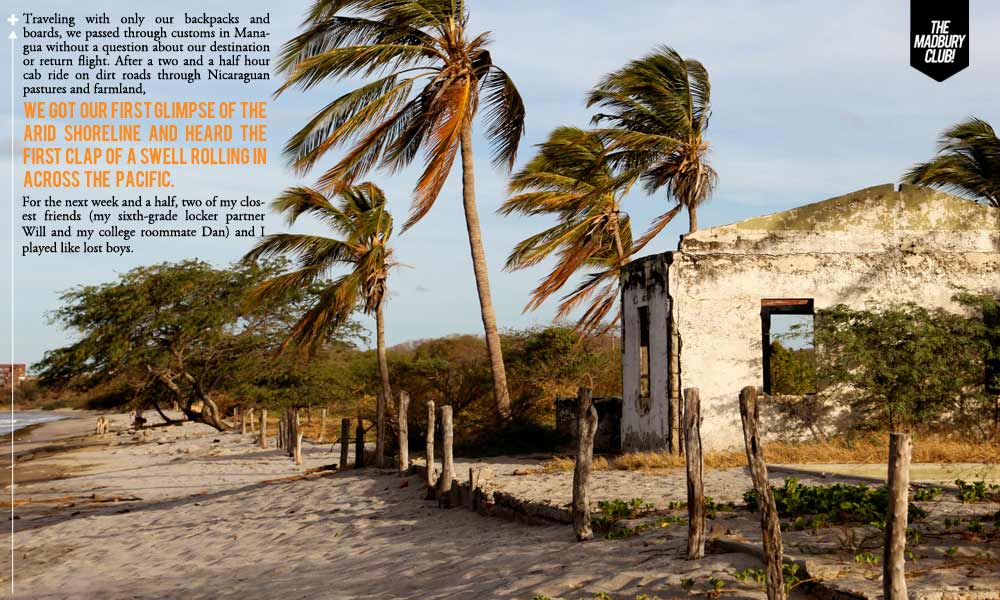 Traveling with only our backpacks and
boards, we passed through customs in Mana-
gua without a question about our destination
or return flight. After a two and a half hour
cab ride on dirt roads through Nicaraguan
pastures and farmland,
WE GOT OUR FIRST GLIMPSE OF THE
ARID SHORELINE AND HEARD THE
FIRST CLAP OF A SWELL ROLLING IN
ACROSS THE PACIFIC.
For the next week and a half, two of my clos-
est friends (my sixth-grade locker partner
Will and my college roommate Dan) and I
played like lost boys.
THE
MADBURY
CLUB!